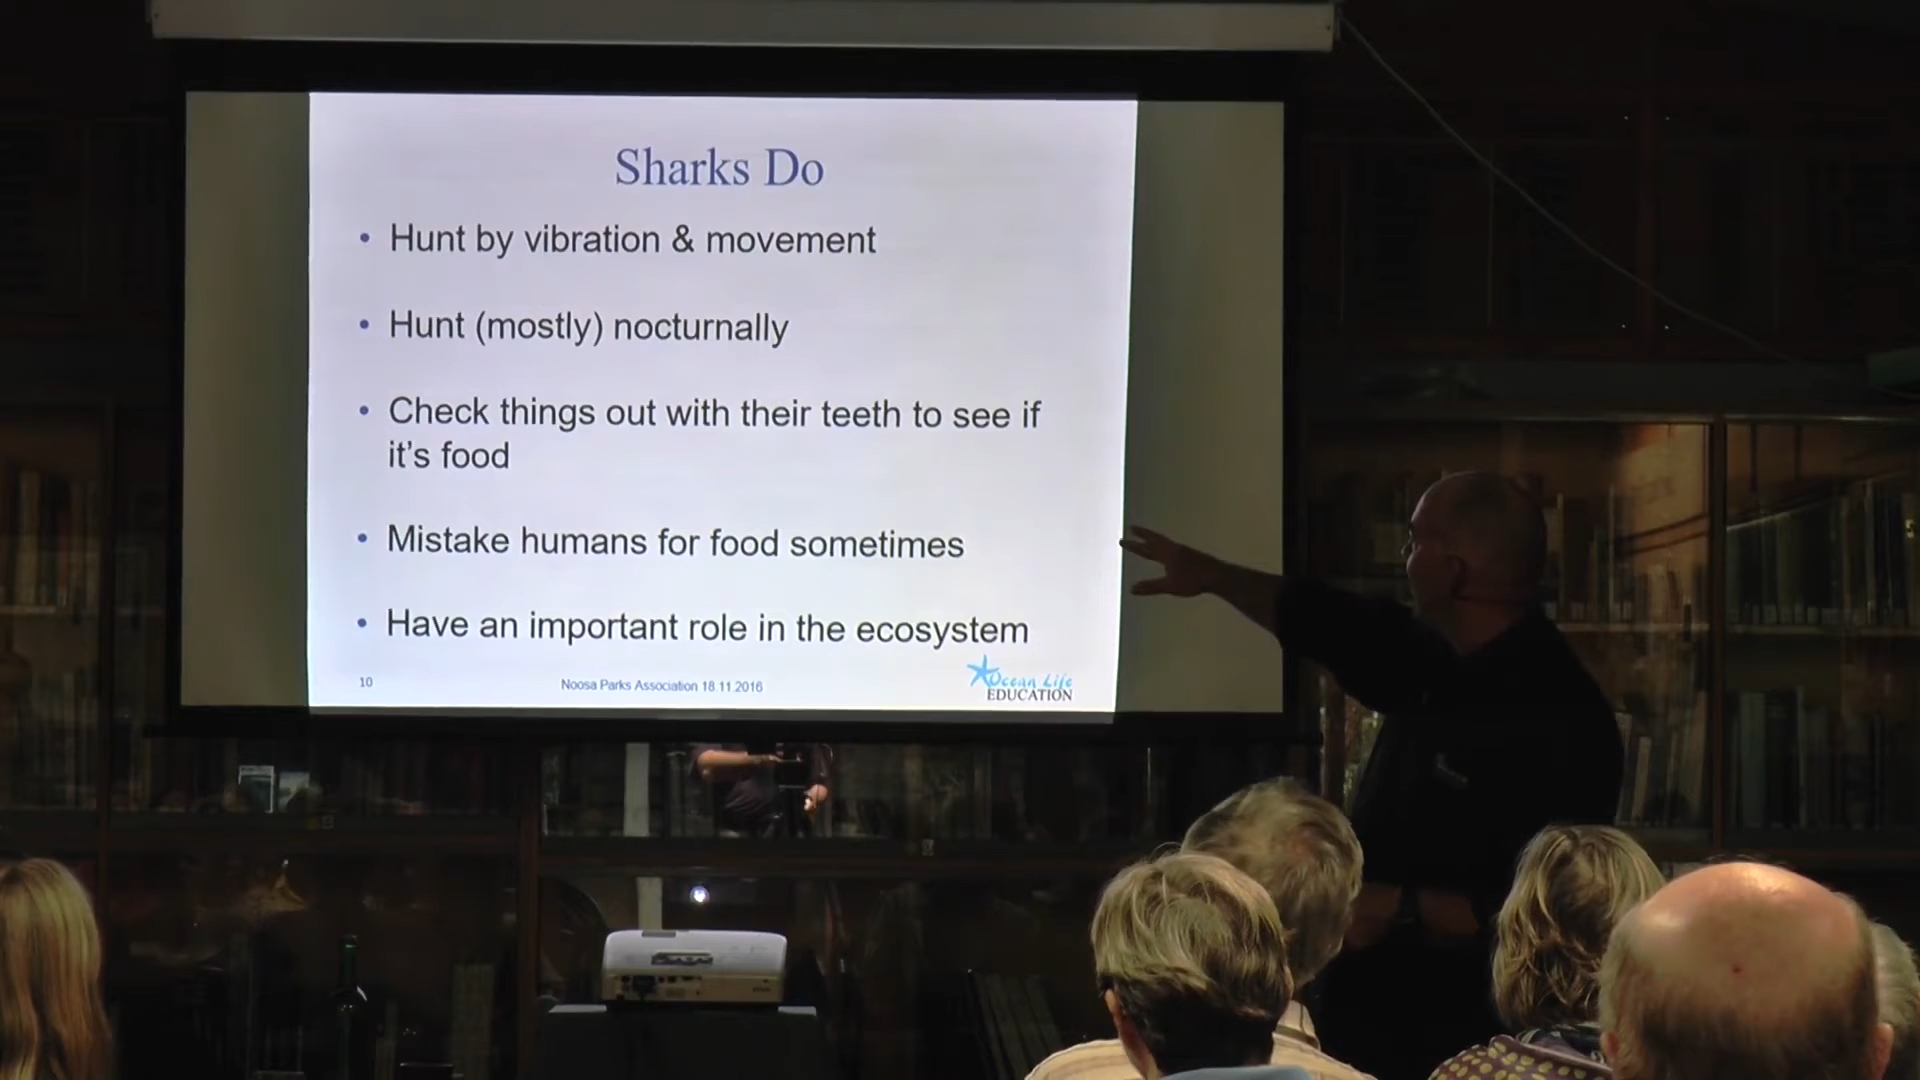 Sharks Do
• Hunt by vibration & movement
• Hunt (mostly) nocturnally
• Check things out with their teeth to see if
it’s food
• Mistake humans for food sometimes
• Have an important role in the ecosystem
10
Noosa Parks Association 18.11.2016
Ocean Life
EDUCATION